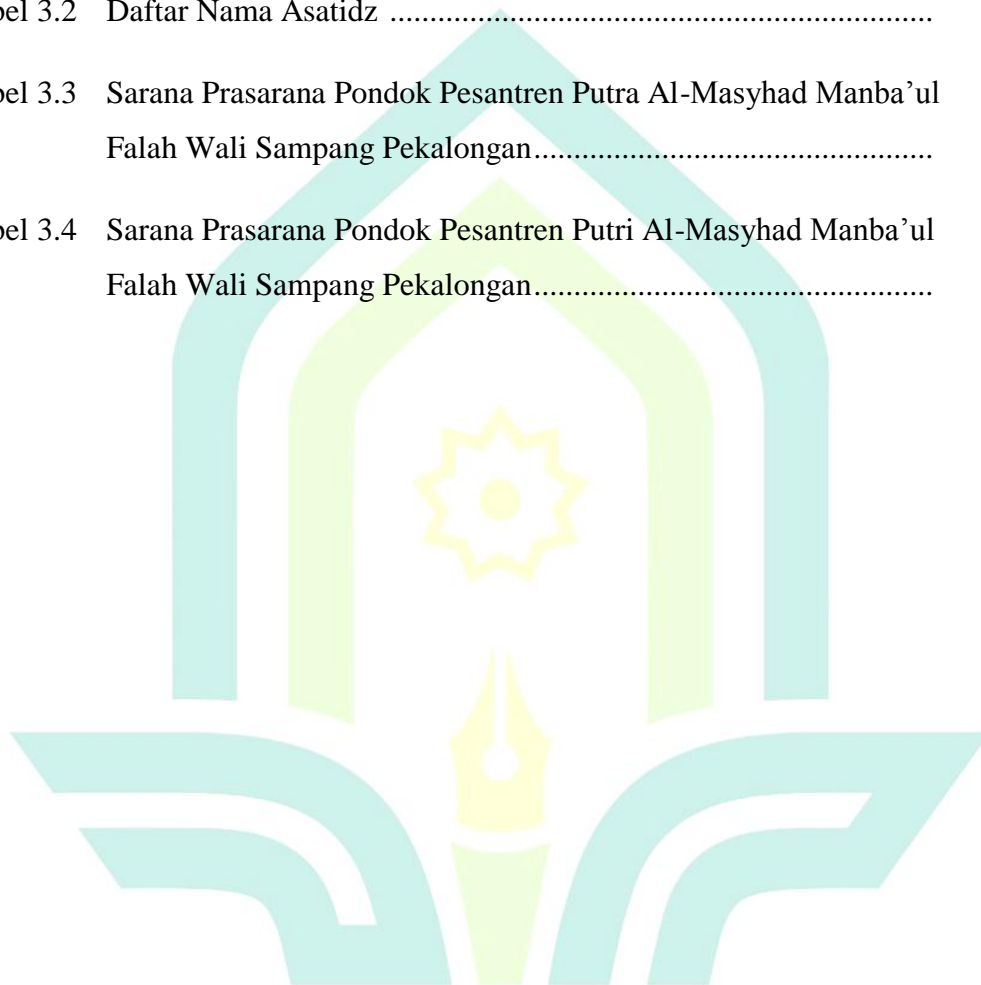 bel 3.2 Daftar Nama Asatidz ....................................................................
bel 3.3 Sarana Prasarana Pondok Pesantren Putra Al-Masyhad Manba’ul
Falah Wali Sampang Pekalongan..................................................
bel 3.4 Sarana Prasarana Pondok Pesantren Putri Al-Masyhad Manba’ul
Falah Wali Sampang Pekalongan..................................................